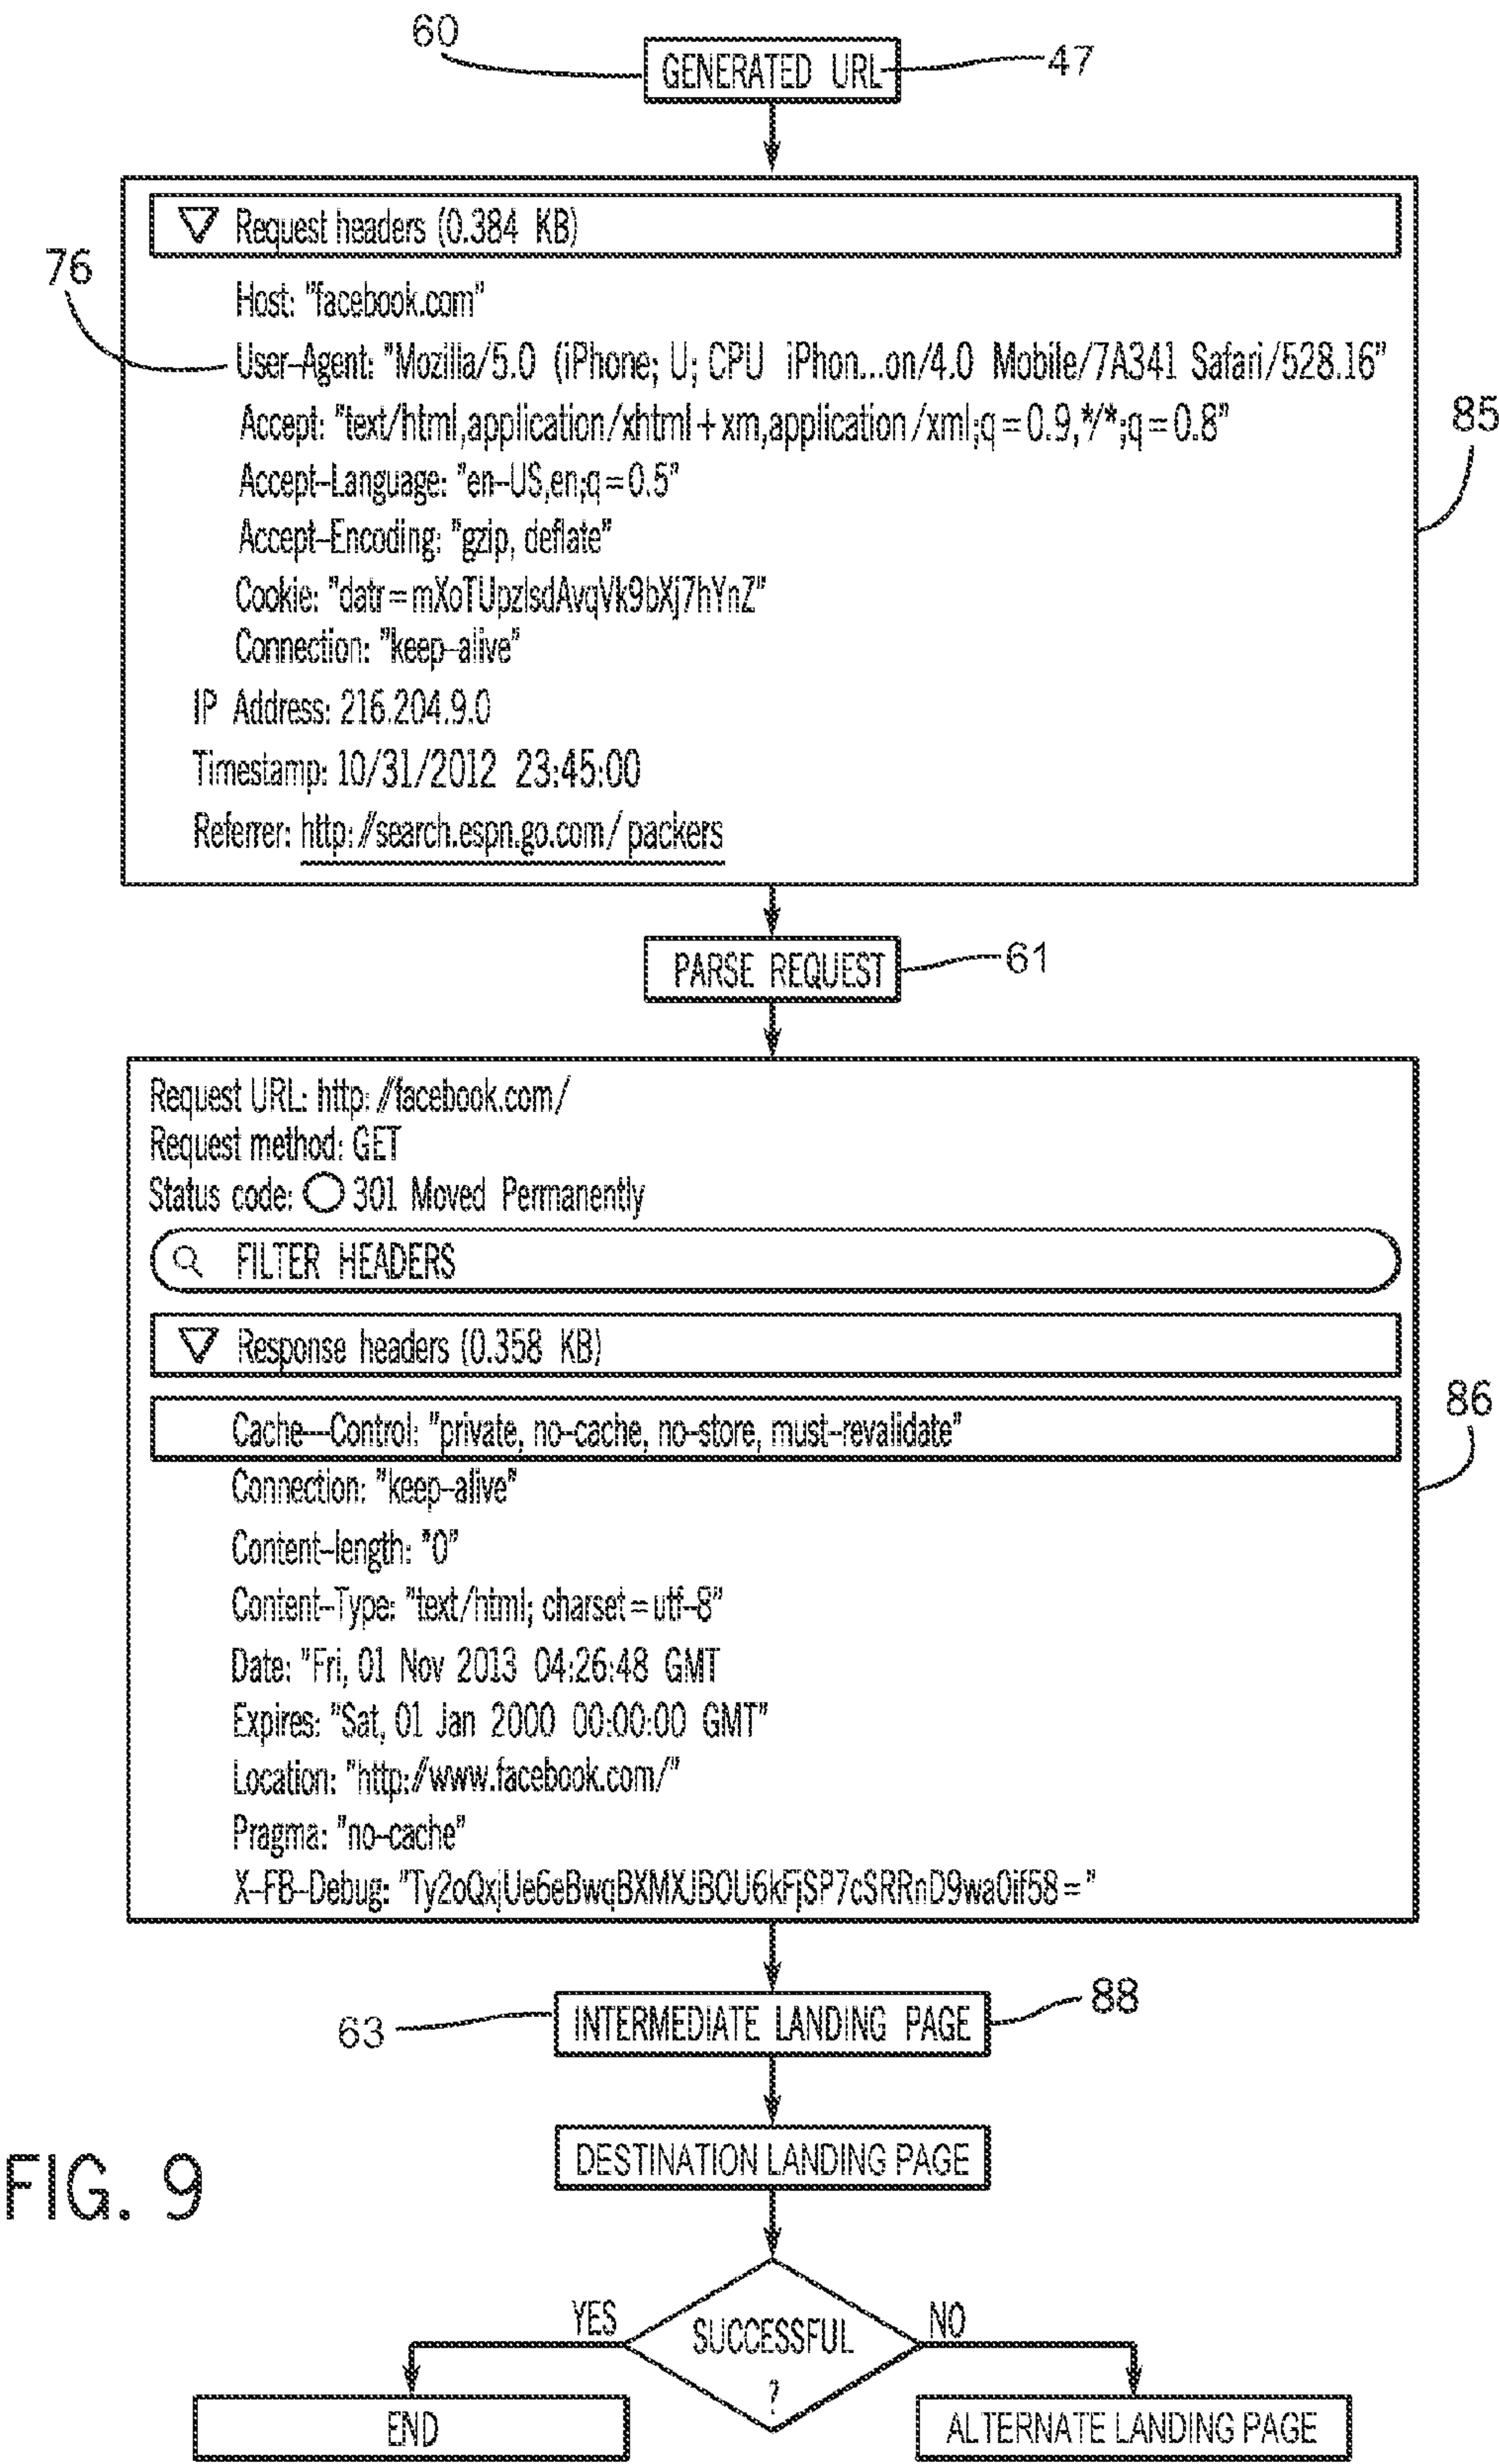 60
GENERATED URL
47
Request headers (0.384 KB)
76
Host: "facebook.com"
User-Agent: "Mozilla/5.0 (iPhone; U; CPU iPhon...on/4.0 Mobile/7A341 Safari/528.16"
85
Accept: "text/html,application/xhtml+xm,application/xml;q=0.9,*/*;q=0.8"
Accept-Language: "en-US,en;q=0.5"
Accept-Encoding: "gzip, deflate"
Cookie: "datr=mXoTUpzlsdAvqVk9bXj7hYnZ"
Connection: "keep-alive"
IP Address: 216.204.9.0
Timestamp: 10/31/2012 23:45:00
Referrer: http://search.espn.go.com/packers
PARSE REQUEST
61
Request URL: http://facebook.com/
Request method: GET
Status code: 301 Moved Permanently
FILTER HEADERS
Response headers (0.358 KB)
86
Cache-Control: "private, no-cache, no-store, must-revalidate"
Connection: "keep-alive"
Content-length: "0"
Content-Type: "text/html; charset=utf-8"
Date: "Fri, 01 Nov 2013 04:26:48 GMT
Expires: "Sat, 01 Jan 2000 00:00:00 GMT"
Location: "http://www.facebook.com/"
Pragma: "no-cache"
X-FB-Debug: "Ty2oQxjUe6eBwqBXMXJBOU6kFjSP7cSRRnD9wa0if58="
63
INTERMEDIATE LANDING PAGE
88
DESTINATION LANDING PAGE
FIG. 9
YES
SUCCESSFUL
?
NO
END
ALTERNATE LANDING PAGE